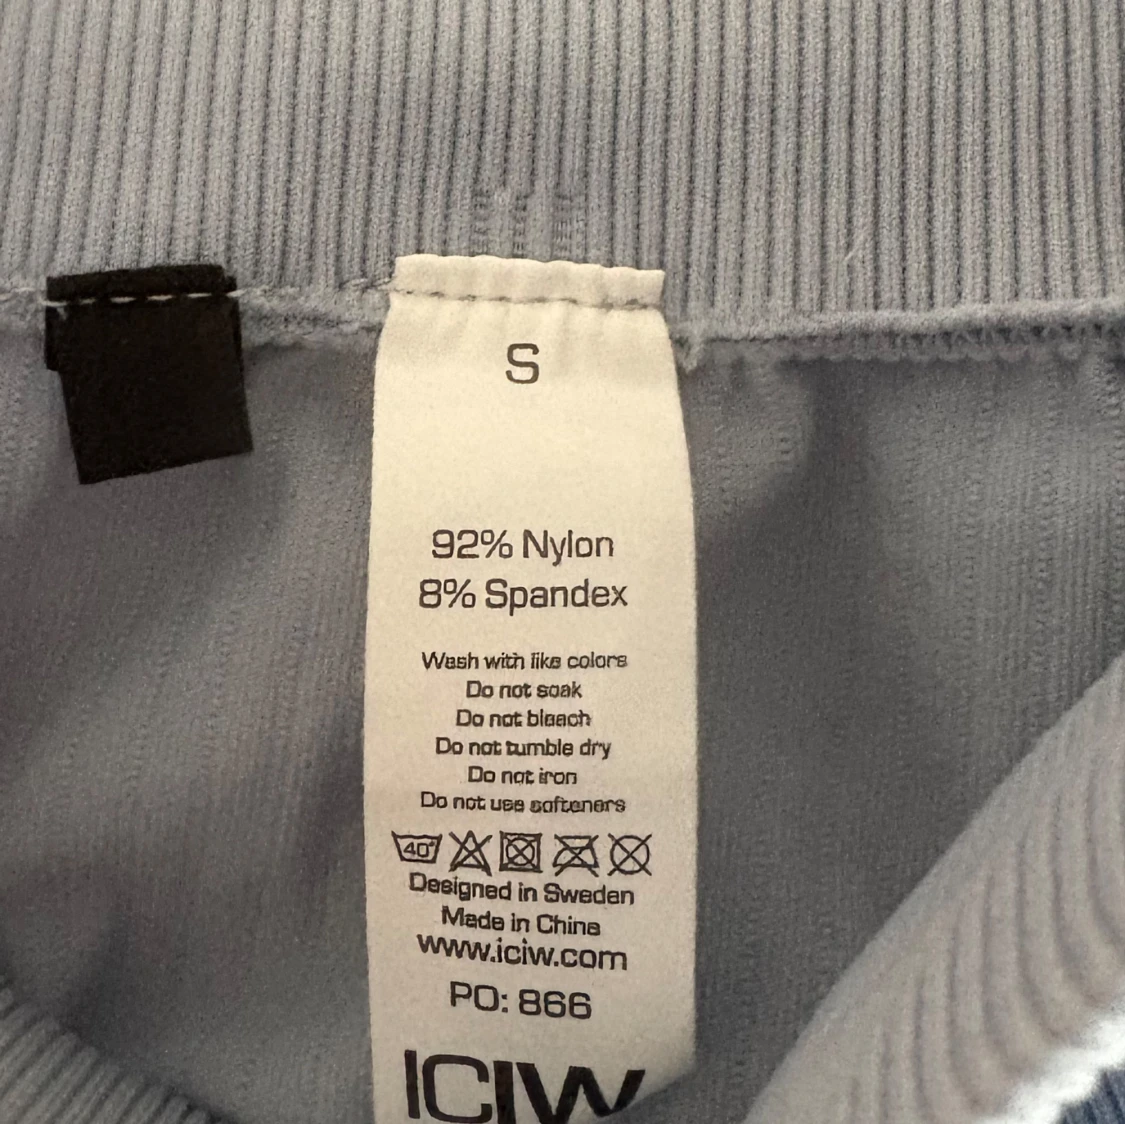 S
92% Nylon
8% Spandex
Wash with like colors
Do not soak
Do not bleach
Do not tumble dry
Do not iron
Do not use softeners
40°
Designed in Sweden
Made in China
www.iciw.com
PO: 866
ICIW